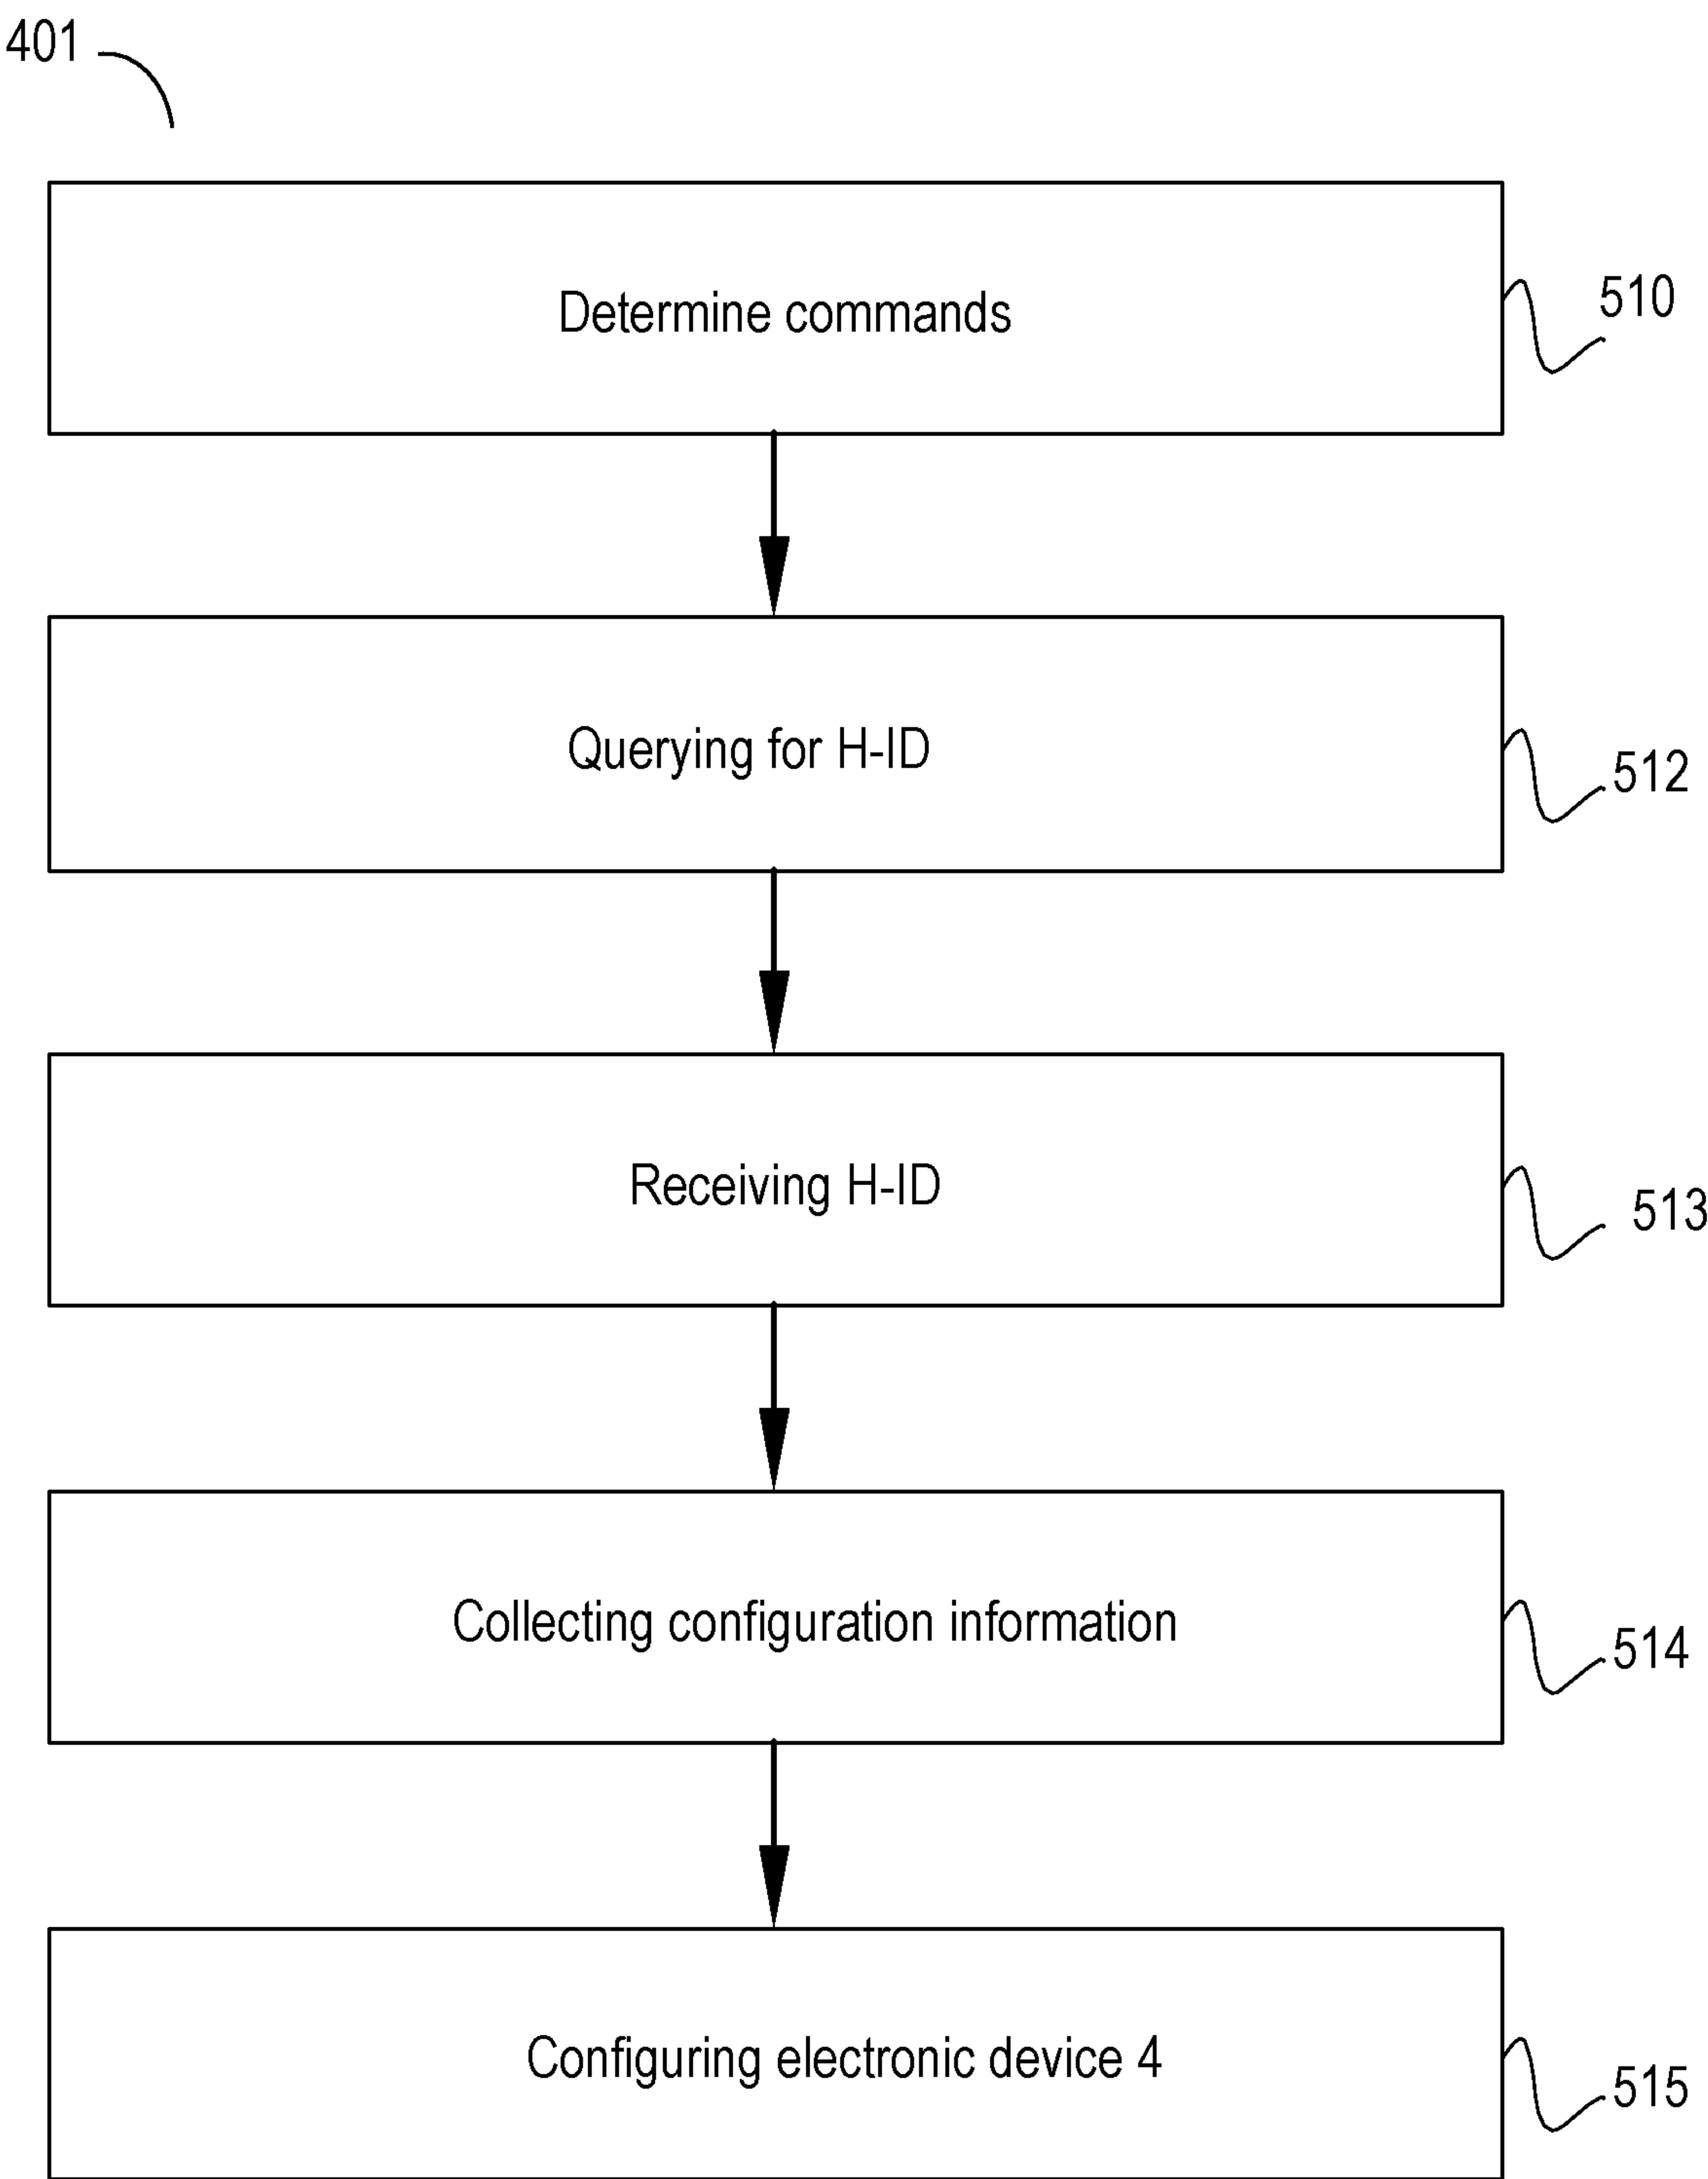 401
Determine commands
510
Querying for H-ID
512
Receiving H-ID
513
Collecting configuration information
514
Configuring electronic device 4
515